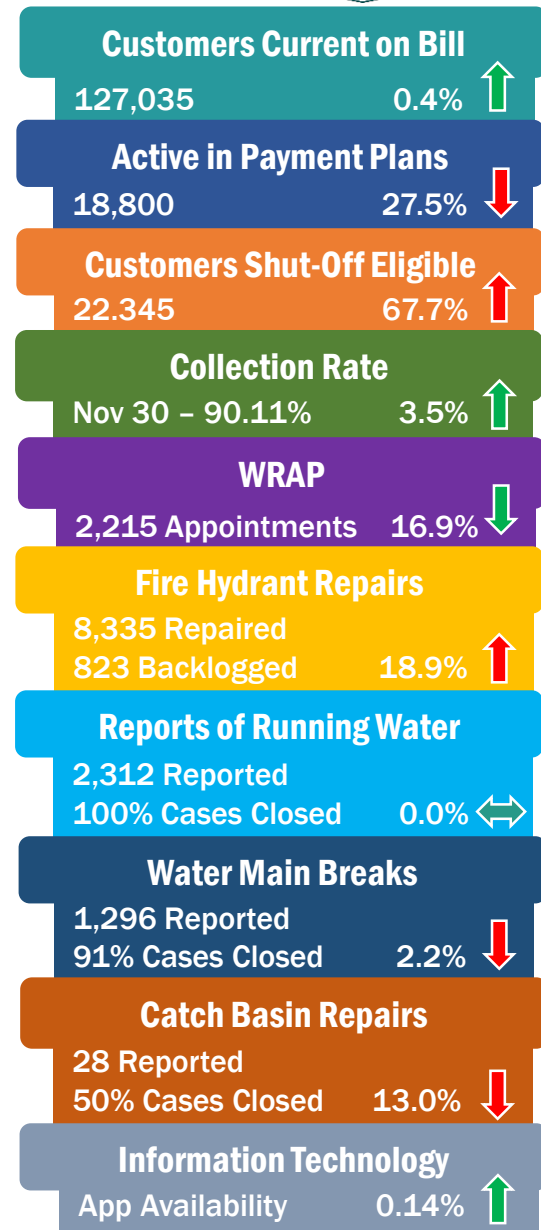 Customers Current on Bill
127,035 0.4%
Active in Payment Plans
18,800 27.5%
Customers Shut-Off Eligible
22.345 67.7%
Collection Rate
Nov 30 – 90.11% 3.5%
WRAP
2,215 Appointments 16.9%
Fire Hydrant Repairs
8,335 Repaired
823 Backlogged 18.9%
Reports of Running Water
2,312 Reported
100% Cases Closed 0.0%
Water Main Breaks
1,296 Reported
91% Cases Closed 2.2%
Catch Basin Repairs
28 Reported
50% Cases Closed 13.0%
Information Technology
App Availability 0.14%